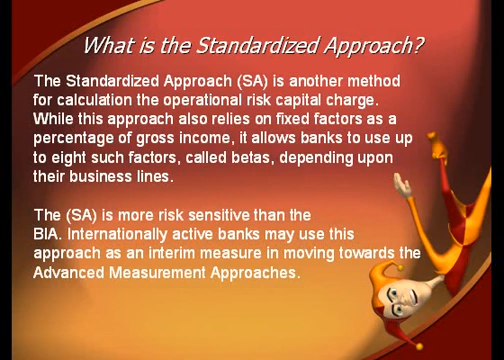 What is the Standardized Approach?
The Standardized Approach (SA) is another method
for calculation the operational risk capital charge.
While this approach also relies on fixed factors as a
percentage of gross income, it allows banks to use up
to eight such factors, called betas, depending upon
their business lines.
The (SA) is more risk sensitive than the
BIA. Internationally active banks may use this
approach as an interim measure in moving towards the
Advanced Measurement Approaches.